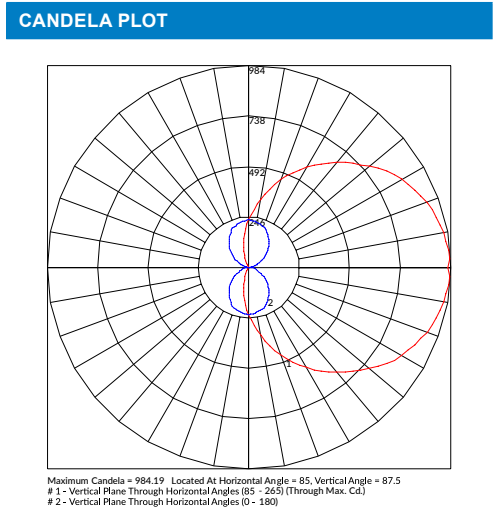 CANDELA PLOT
984
738
492
246
2
1
Maximum Candela = 984.19 Located At Horizontal Angle = 85, Vertical Angle = 87.5
# 1 - Vertical Plane Through Horizontal Angles (85 - 265) (Through Max. Cd.)
# 2 - Vertical Plane Through Horizontal Angles (0 - 180)